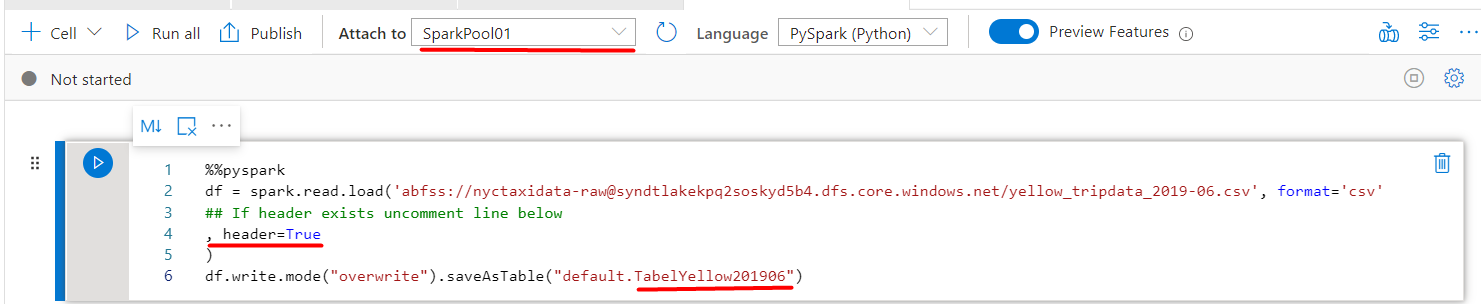 Cell Run all Publish Attach to SparkPool01 Language PySpark (Python) Preview Features
Not started
M↓
1 %%pyspark
2 df = spark.read.load('abfss://nyctaxidata-raw@syndtlakekpq2soskyd5b4.dfs.core.windows.net/yellow_tripdata_2019-06.csv', format='csv'
3 ## If header exists uncomment line below
4 , header=True
5 )
6 df.write.mode("overwrite").saveAsTable("default.TabelYellow201906")